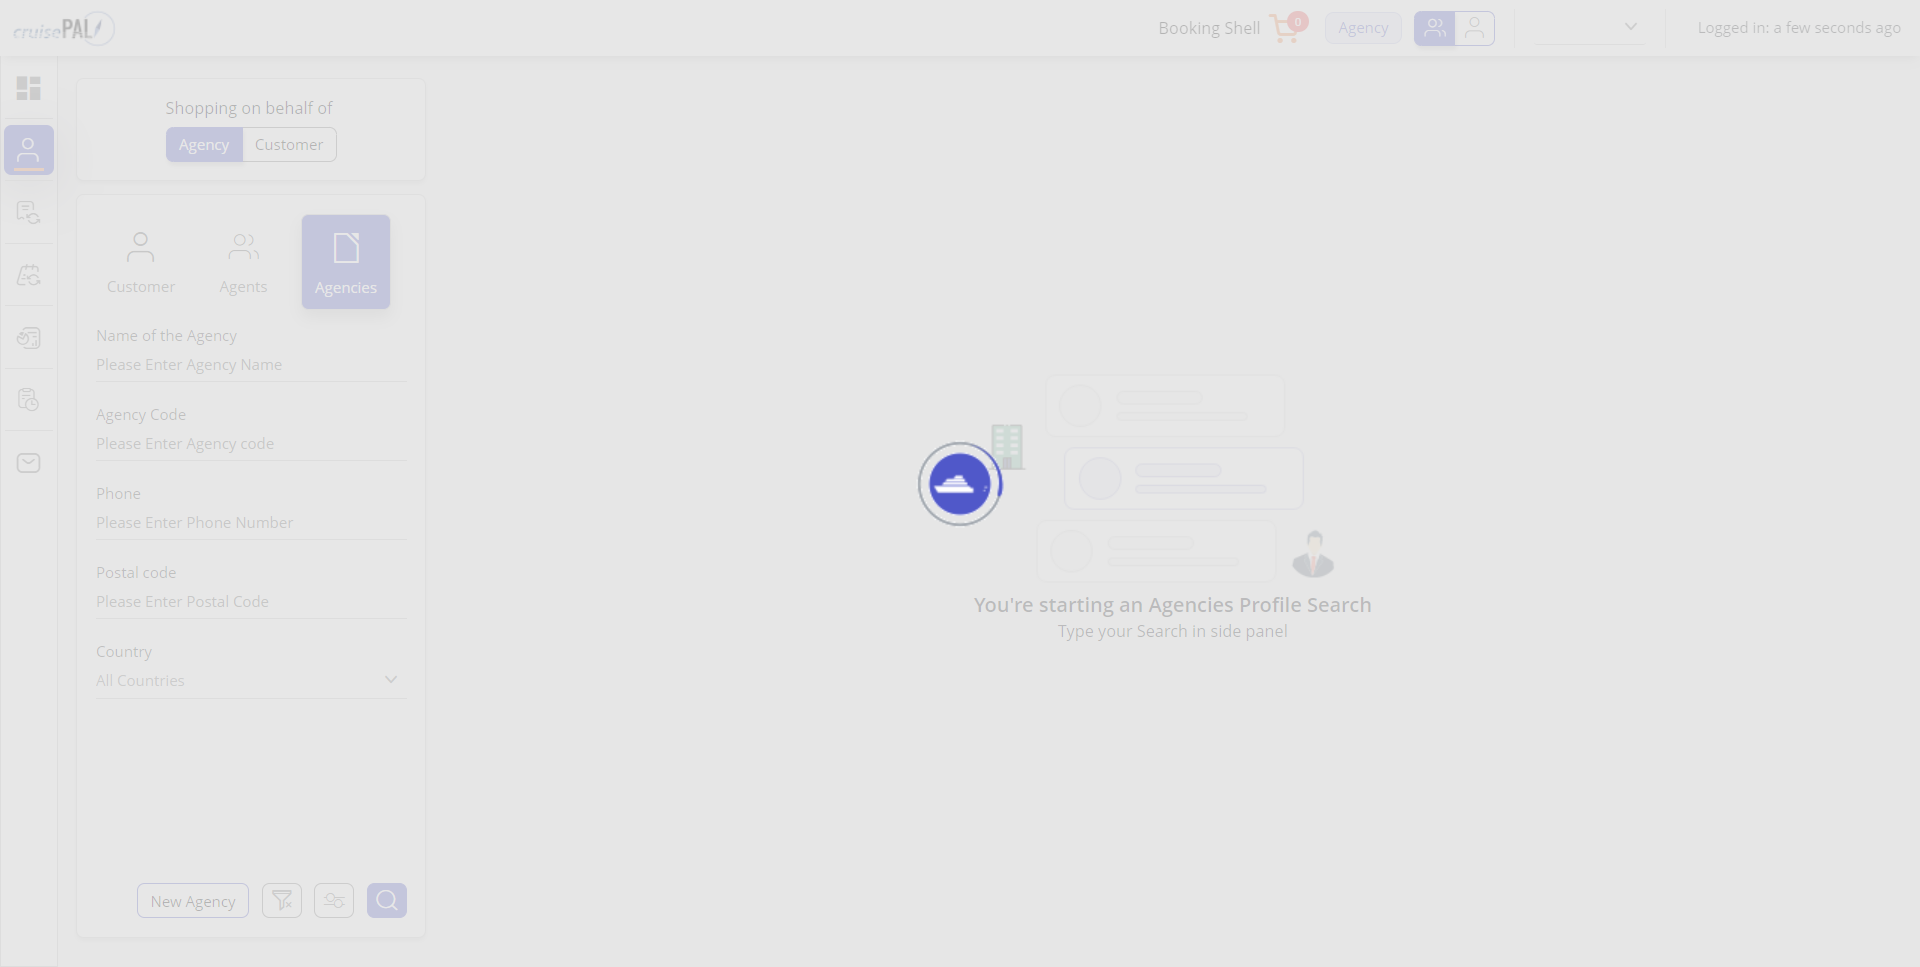 cruisePAL
Booking Shell
0
Agency
Logged in: a few seconds ago
Shopping on behalf of
Agency
Customer
Customer
Agents
Agencies
Name of the Agency
Please Enter Agency Name
Agency Code
Please Enter Agency code
Phone
Please Enter Phone Number
Postal code
Please Enter Postal Code
Country
All Countries
New Agency
You're starting an Agencies Profile Search
Type your Search in side panel